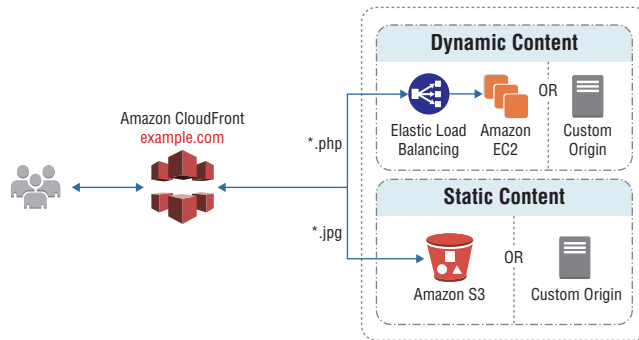 Dynamic Content
Amazon CloudFront
example.com
*.php
Elastic Load
Balancing
Amazon
EC2
OR
Custom
Origin
Static Content
*.jpg
Amazon S3
OR
Custom Origin